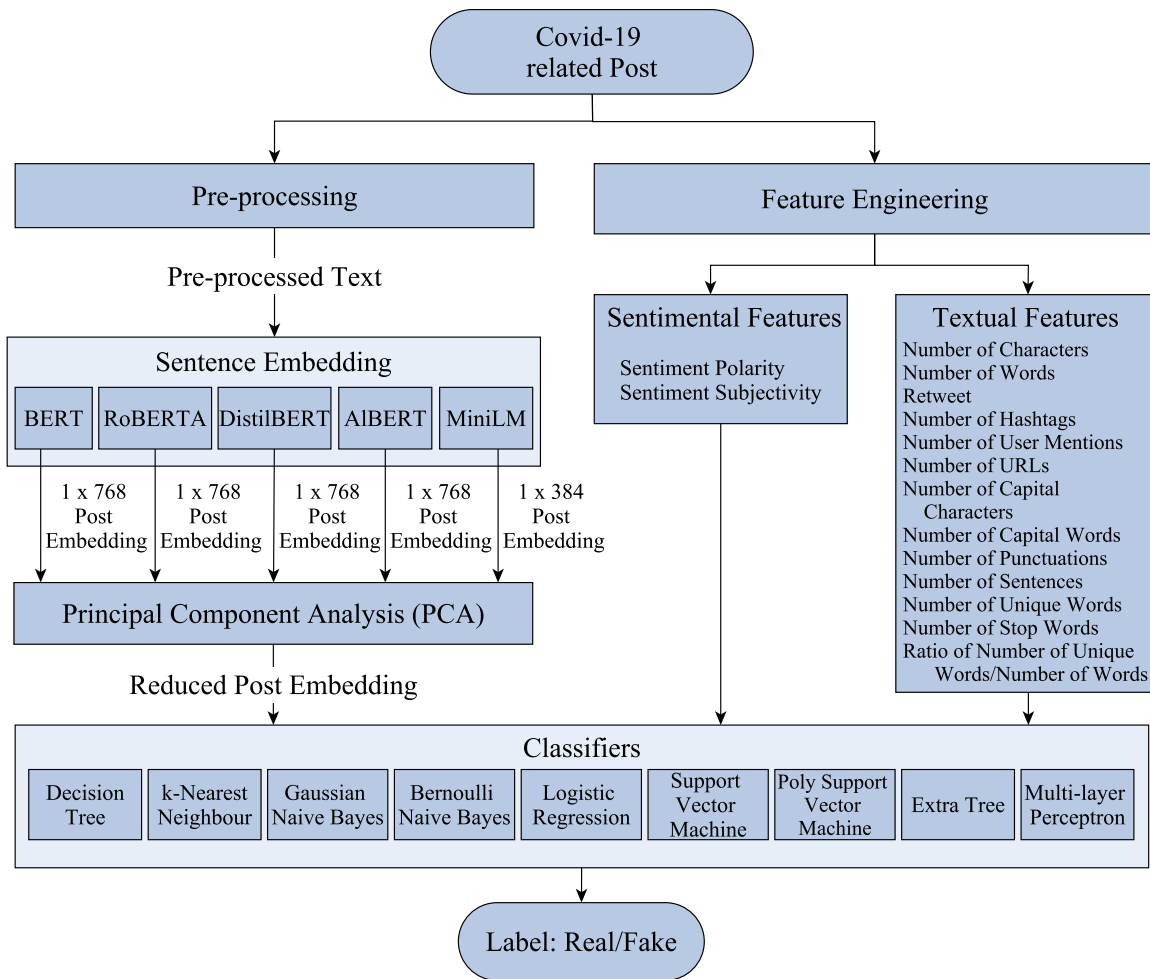 Covid-19
related Post
Pre-processing
Feature Engineering
Pre-processed Text
Sentence Embedding
BERT
RoBERTA
DistilBERT
AlBERT
MiniLM
1 x 768
Post
Embedding
1 x 768
Post
Embedding
1 x 768
Post
Embedding
1 x 768
Post
Embedding
1 x 384
Post
Embedding
Principal Component Analysis (PCA)
Reduced Post Embedding
Sentimental Features
Sentiment Polarity
Sentiment Subjectivity
Textual Features
Number of Characters
Number of Words
Retweet
Number of Hashtags
Number of User Mentions
Number of URLs
Number of Capital
Characters
Number of Capital Words
Number of Punctuations
Number of Sentences
Number of Unique Words
Number of Stop Words
Ratio of Number of Unique
Words/Number of Words
Classifiers
Decision
Tree
k-Nearest
Neighbour
Gaussian
Naive Bayes
Bernoulli
Naive Bayes
Logistic
Regression
Support
Vector
Machine
Poly Support
Vector
Machine
Extra Tree
Multi-layer
Perceptron
Label: Real/Fake